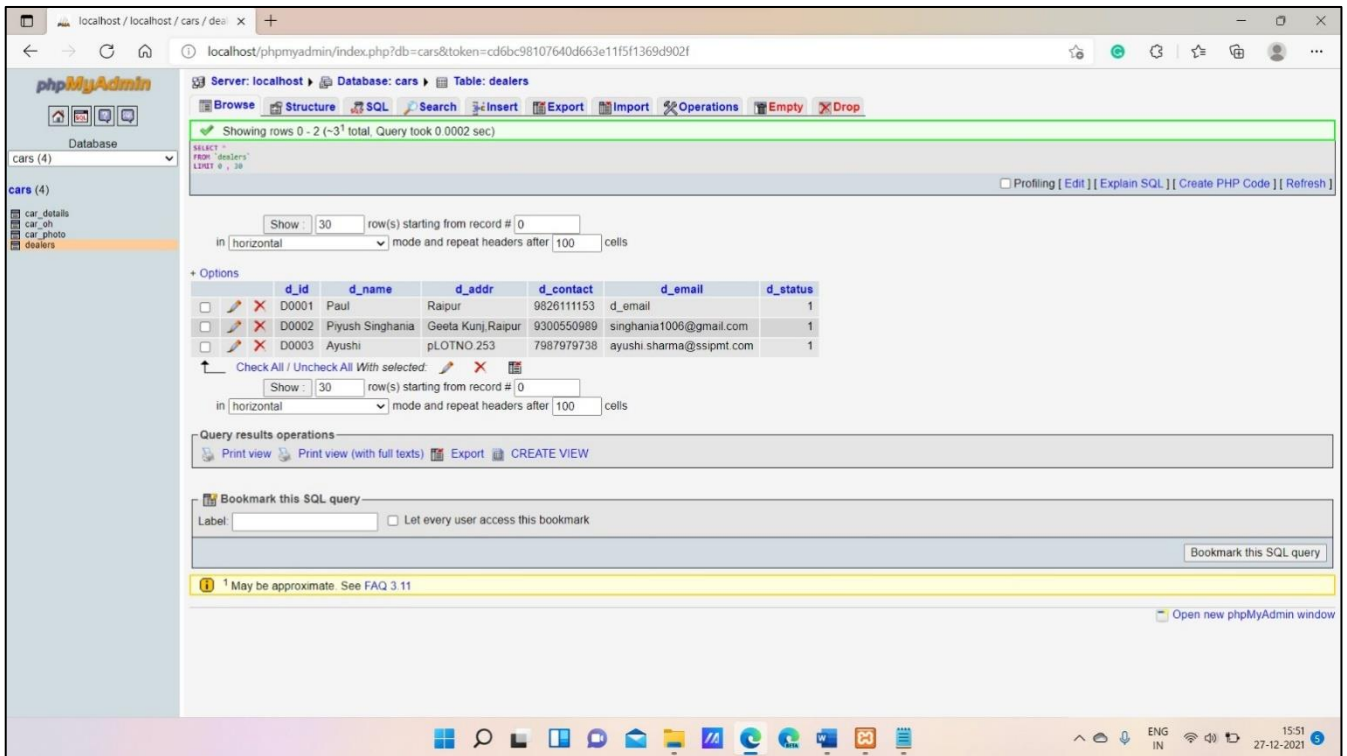 localhost / localhost / cars / deal
localhost/phpmyadmin/index.php?db=cars&token=cd6bc98107640d663e11f5f1369d902f
phpMyAdmin
Database
cars (4)
cars (4)
car_details
car_oh
car_photo
dealers
Server: localhost Database: cars Table: dealers
Browse Structure SQL Search Insert Export Import Operations Empty Drop
Showing rows 0 - 2 (~3¹ total, Query took 0.0002 sec)
SELECT *
FROM `dealers`
LIMIT 0 , 30
Profiling [ Edit ] [ Explain SQL ] [ Create PHP Code ] [ Refresh ]
Show : 30 row(s) starting from record # 0
in horizontal mode and repeat headers after 100 cells
+ Options
d_id d_name d_addr d_contact d_email d_status
D0001 Paul Raipur 9826111153 d_email 1
D0002 Piyush Singhania Geeta Kunj,Raipur 9300550989 singhania1006@gmail.com 1
D0003 Ayushi pLOTNO.253 7987979738 ayushi.sharma@ssipmt.com 1
Check All / Uncheck All With selected:
Show : 30 row(s) starting from record # 0
in horizontal mode and repeat headers after 100 cells
Query results operations
Print view Print view (with full texts) Export CREATE VIEW
Bookmark this SQL query
Label: Let every user access this bookmark
Bookmark this SQL query
¹ May be approximate. See FAQ 3.11
Open new phpMyAdmin window
ENG
IN
15:51
27-12-2021
5